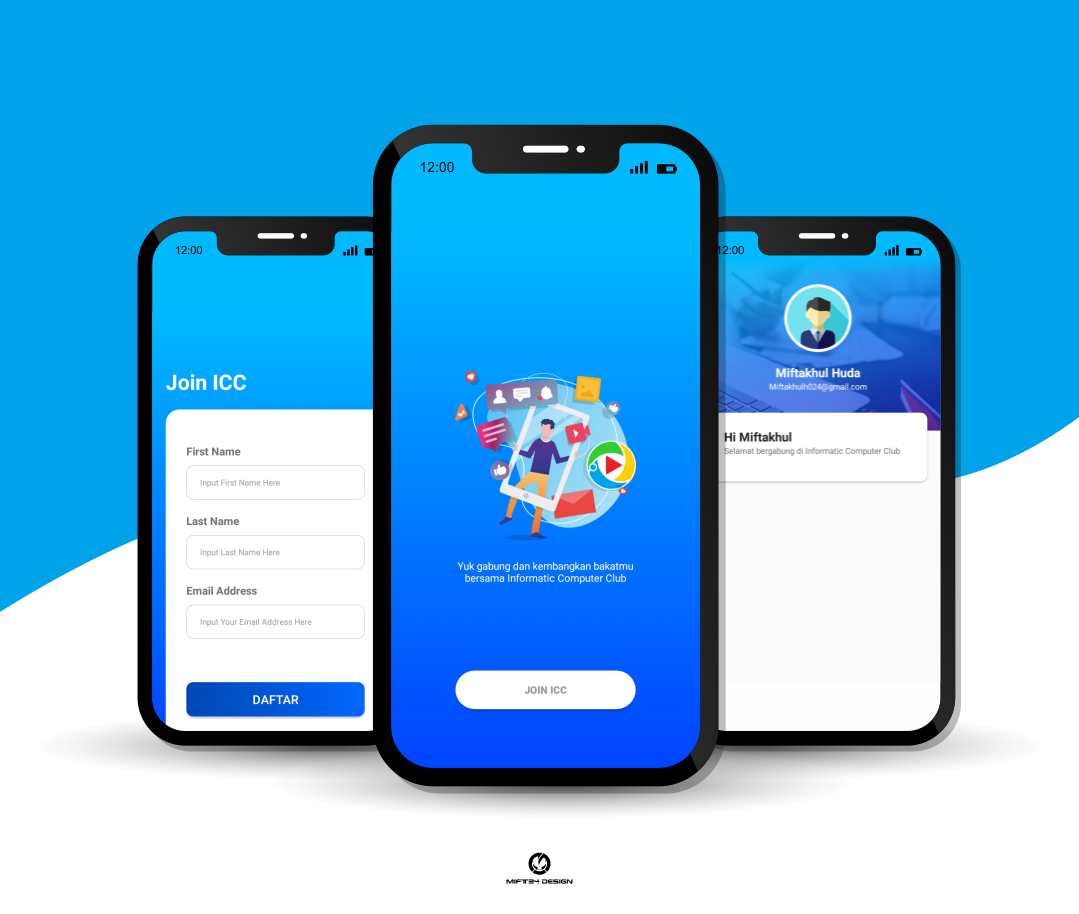 12:00
Join ICC
First Name
Input First Name Here
Last Name
Input Last Name Here
Email Address
Input Your Email Address Here
DAFTAR
12:00
Yuk gabung dan kembangkan bakatmu
bersama Informatic Computer Club
JOIN ICC
12:00
Miftakhul Huda
Miftakhulh024@gmail.com
Hi Miftakhul
Selamat bergabung di Informatic Computer Club
MIFT24 DESIGN